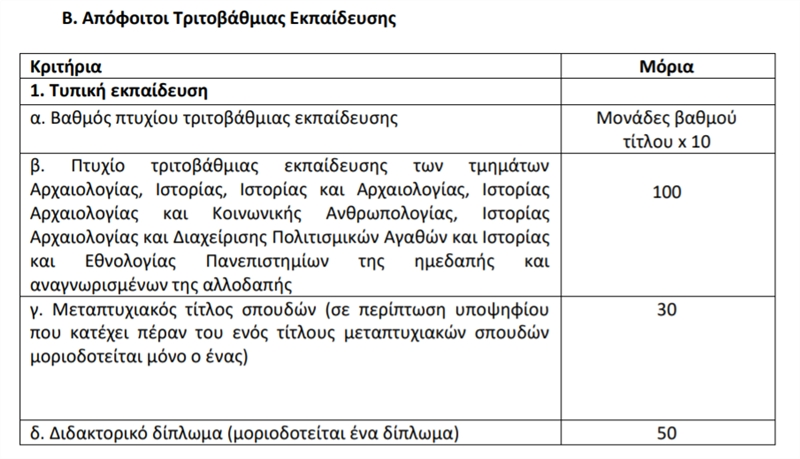 Β. Απόφοιτοι Τριτοβάθμιας Εκπαίδευσης
Κριτήρια Μόρια
1. Τυπική εκπαίδευση
α. Βαθμός πτυχίου τριτοβάθμιας εκπαίδευσης Μονάδες βαθμού
τίτλου x 10
β. Πτυχίο τριτοβάθμιας εκπαίδευσης των τμημάτων
Αρχαιολογίας, Ιστορίας, Ιστορίας και Αρχαιολογίας, Ιστορίας
Αρχαιολογίας και Κοινωνικής Ανθρωπολογίας, Ιστορίας
Αρχαιολογίας και Διαχείρισης Πολιτισμικών Αγαθών και Ιστορίας
και Εθνολογίας Πανεπιστημίων της ημεδαπής και
αναγνωρισμένων της αλλοδαπής
100
γ. Μεταπτυχιακός τίτλος σπουδών (σε περίπτωση υποψηφίου
που κατέχει πέραν του ενός τίτλους μεταπτυχιακών σπουδών
μοριοδοτείται μόνο ο ένας)
30
δ. Διδακτορικό δίπλωμα (μοριοδοτείται ένα δίπλωμα) 50